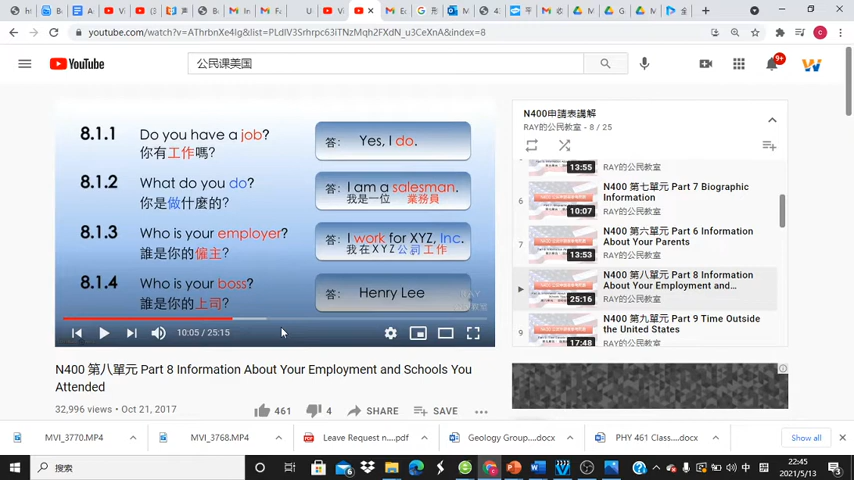 youtube.com/watch?v=AThrbnXe4Ig&list=PLdIV3Srhrpc63ITNzMqh2FXdN_u3CeXnA&index=8
YouTube
公民课美国
9+
8.1.1 Do you have a job?
你有工作嗎?
答: Yes, I do.
8.1.2 What do you do?
你是做什麼的?
答: I am a salesman.
我是一位 業務員
8.1.3 Who is your employer?
誰是你的僱主?
答: I work for XYZ, Inc.
我在XYZ公司工作
8.1.4 Who is your boss?
誰是你的上司?
答: Henry Lee
10:05 / 25:15
N400 第八單元 Part 8 Information About Your Employment and Schools You
Attended
32,996 views • Oct 21, 2017
461
4
SHARE
SAVE
N400申請表講解
RAY的公民教室 - 8 / 25
13:55
RAY的公民教室
6
N400 第七單元 Part 7 Biographic
Information
10:07
RAY的公民教室
7
N400 第六單元 Part 6 Information
About Your Parents
13:53
RAY的公民教室
N400 第八單元 Part 8 Information
About Your Employment and…
25:16
RAY的公民教室
9
N400 第九單元 Part 9 Time Outside
the United States
17:48
RAY的公民教室
MVI_3770.MP4
MVI_3768.MP4
Leave Request n....pdf
Geology Group....docx
PHY 461 Class....docx
Show all
搜索
22:45
2021/5/13